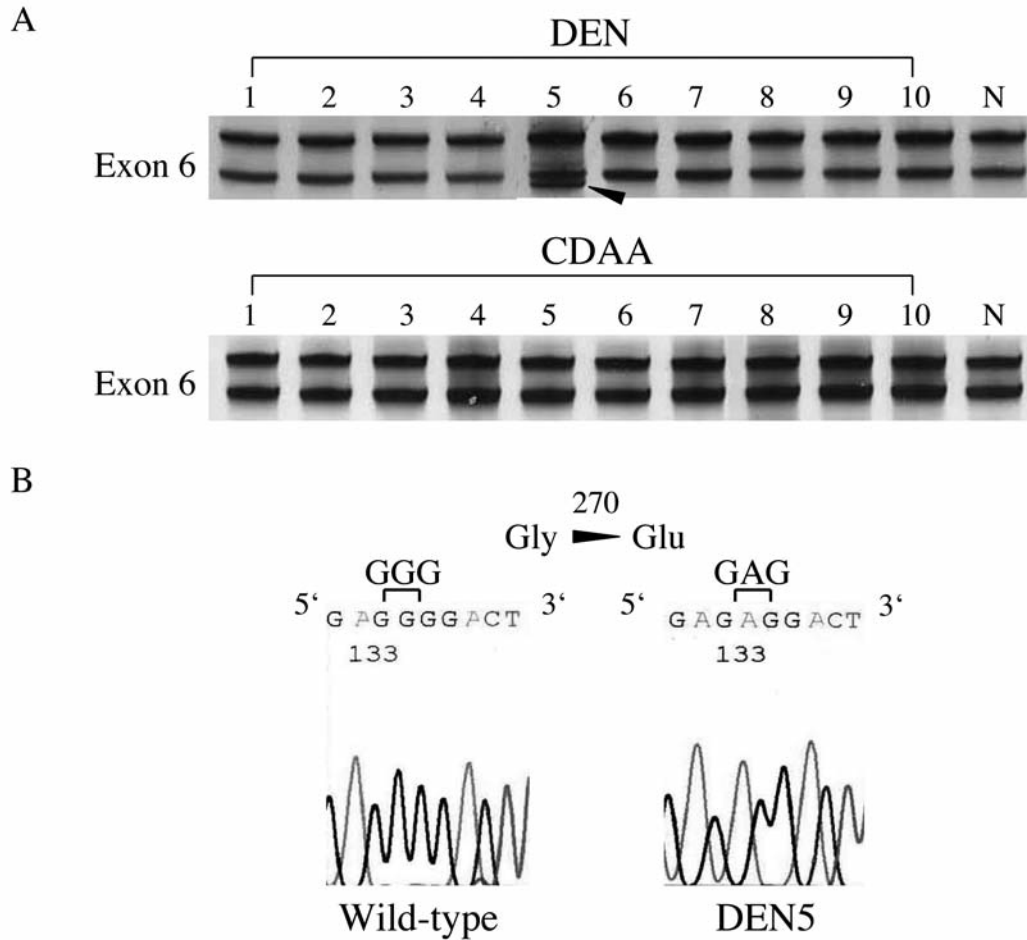 A
DEN
1 2 3 4 5 6 7 8 9 10 N
Exon 6
CDAA
1 2 3 4 5 6 7 8 9 10 N
Exon 6
B
270
Gly Glu
GGG GAG
5‘ G A G G G G A C T 3‘ 5‘ G A G A G G A C T 3‘
133 133
Wild-type DEN5